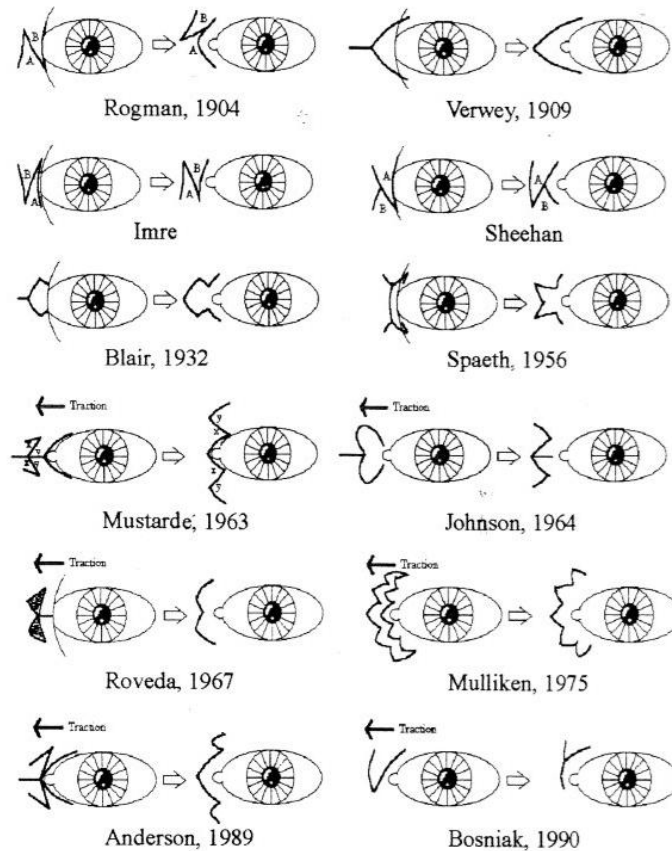 B B
A A
Rogman, 1904
Verwey, 1909
B B
A A
Imre
A A
B B
Sheehan
Blair, 1932
Spaeth, 1956
Traction
Traction
y
x
x
y
Mustarde, 1963
Johnson, 1964
Traction
Traction
Roveda, 1967
Mulliken, 1975
Traction
Traction
Anderson, 1989
Bosniak, 1990